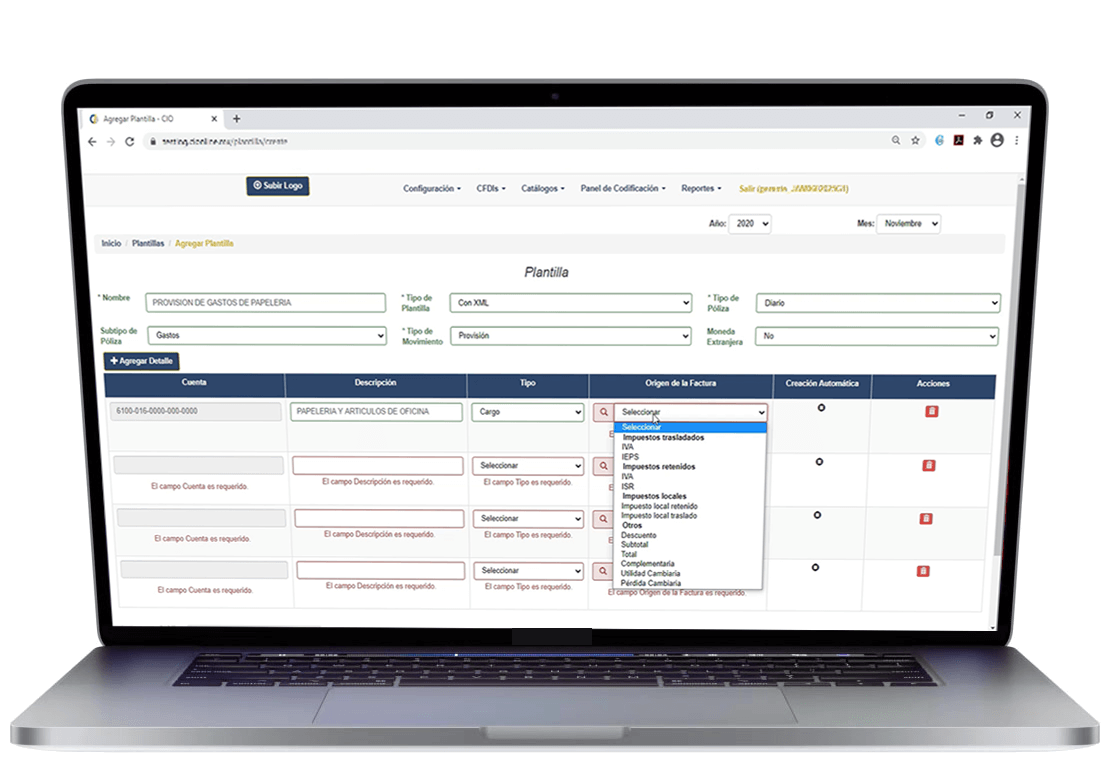 Agregar Plantilla - CIO
Subir Logo
Configuración
CFDIs
Catálogos
Panel de Codificación
Reportes
Año: 2020
Mes: Noviembre
Inicio / Plantillas / Agregar Plantilla
Plantilla
* Nombre
PROVISION DE GASTOS DE PAPELERIA
* Tipo de
Plantilla
Con XML
* Tipo de
Póliza
Diario
Subtipo de
Póliza
Gastos
* Tipo de
Movimiento
Provisión
Moneda
Extranjera
No
+ Agregar Detalle
Cuenta
Descripción
Tipo
Origen de la Factura
Creación Automática
Acciones
6100-016-0000-000-0000
PAPELERIA Y ARTICULOS DE OFICINA
Cargo
Seleccionar
Seleccionar
Impuestos trasladados
IVA
IEPS
Impuestos retenidos
IVA
ISR
Impuestos locales
Impuesto local retenido
Impuesto local traslado
Otros
Descuento
Subtotal
Total
Complementaria
Utilidad Cambiaria
Pérdida Cambiaria
Seleccionar
El campo Cuenta es requerido.
El campo Descripción es requerido.
El campo Tipo es requerido.
Seleccionar
El campo Cuenta es requerido.
El campo Descripción es requerido.
El campo Tipo es requerido.
Seleccionar
El campo Cuenta es requerido.
El campo Descripción es requerido.
El campo Tipo es requerido.
El campo Origen de la Factura es requerido.